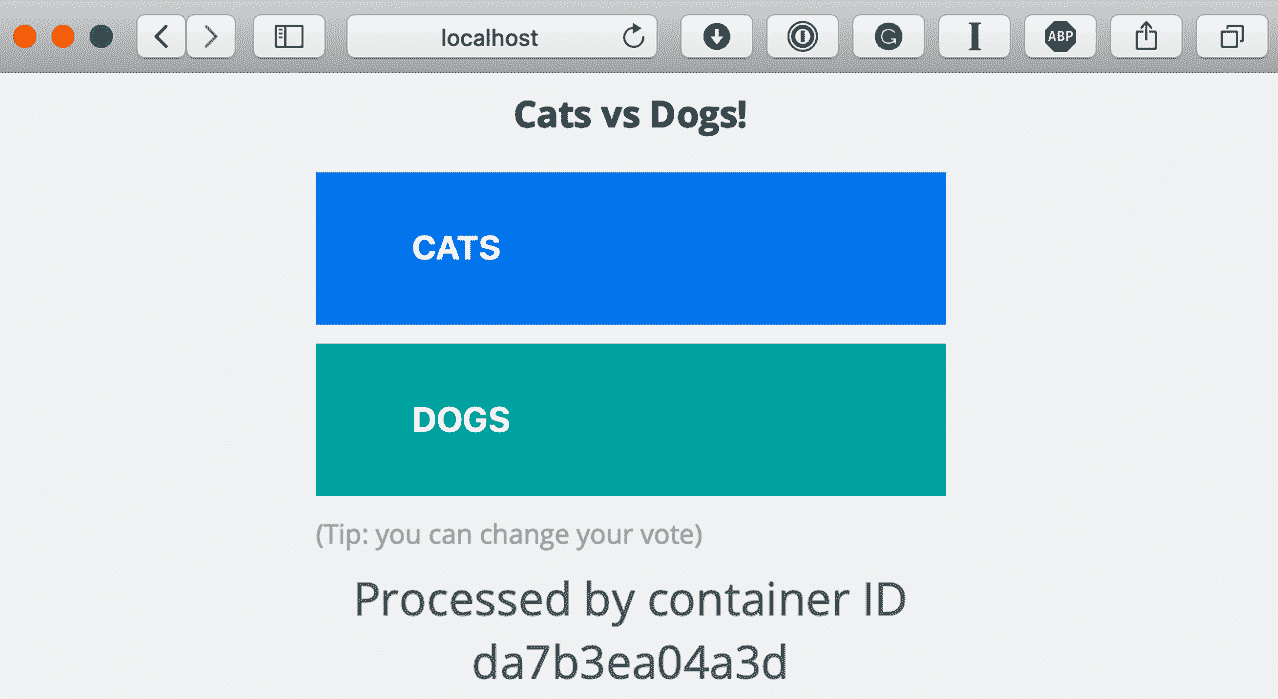 localhost
ABP
Cats vs Dogs!
CATS
DOGS
(Tip: you can change your vote)
Processed by container ID
da7b3ea04a3d